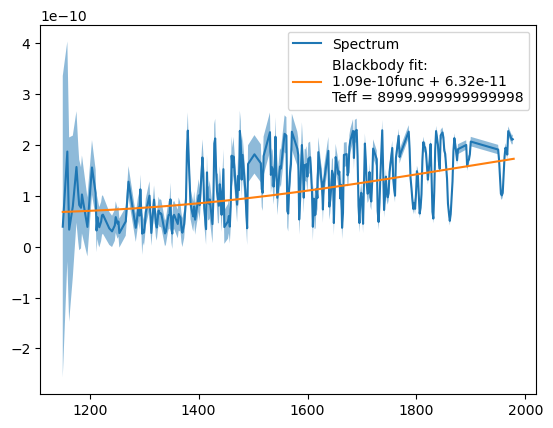 1e−10
Spectrum
Blackbody fit:
1.09e-10func + 6.32e-11
Teff = 8999.999999999998
4
3
2
1
0
−1
−2
1200 1400 1600 1800 2000